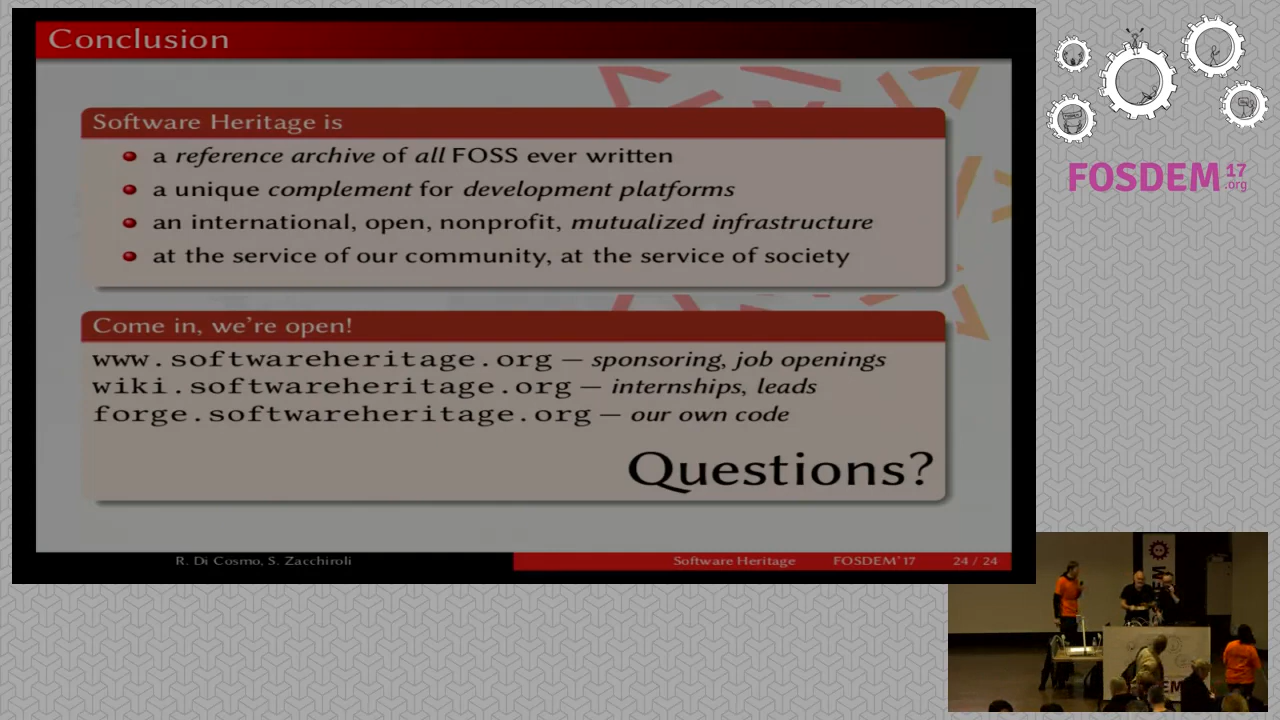 Conclusion
Software Heritage is
a reference archive of all FOSS ever written
a unique complement for development platforms
an international, open, nonprofit, mutualized infrastructure
at the service of our community, at the service of society
Come in, we're open!
www.softwareheritage.org — sponsoring, job openings
wiki.softwareheritage.org — internships, leads
forge.softwareheritage.org — our own code
Questions?
R. Di Cosmo, S. Zacchiroli
Software Heritage FOSDEM'17 24 / 24
FOSDEM 17
.org